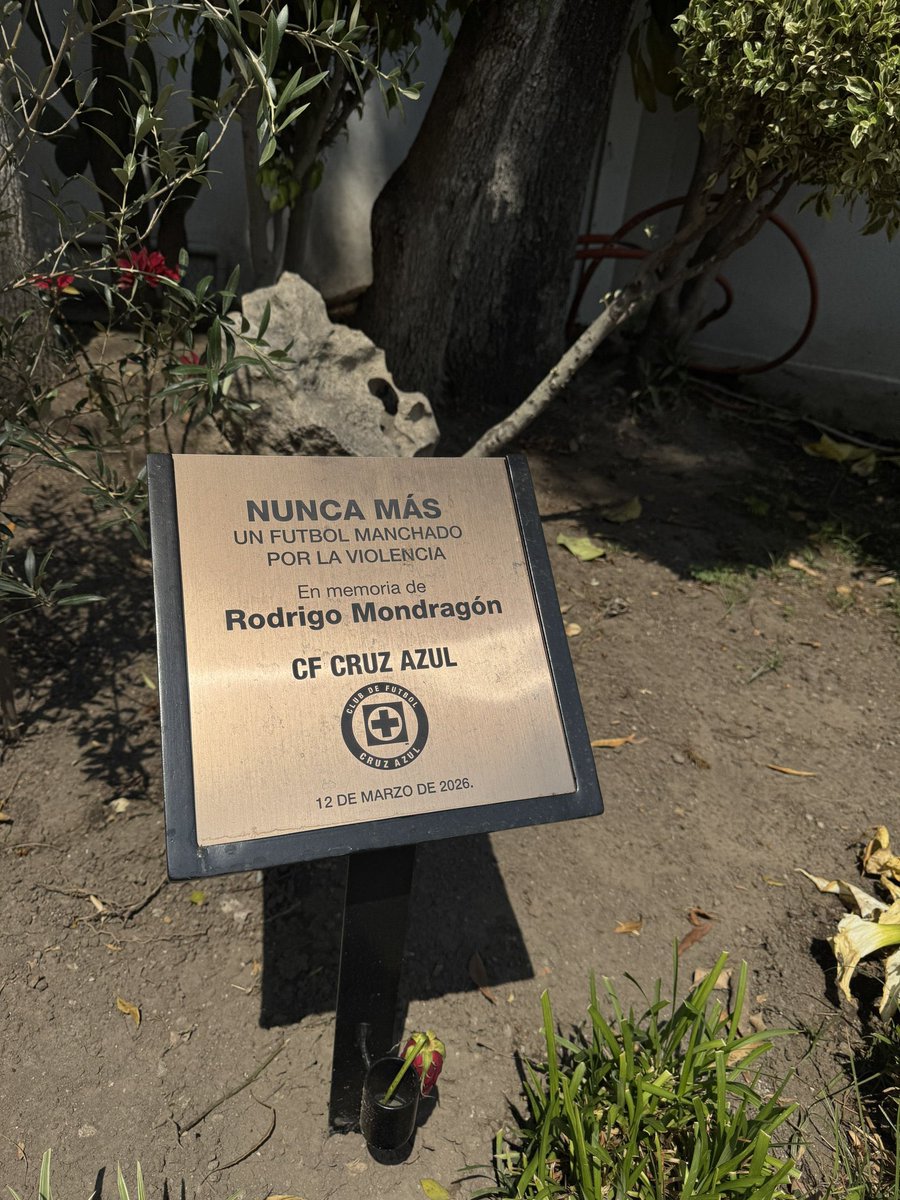 NUNCA MÁS
UN FUTBOL MANCHADO
POR LA VIOLENCIA
En memoria de
Rodrigo Mondragón
CF CRUZ AZUL
CLUB DE FUTBOL
CRUZ AZUL
12 DE MARZO DE 2026.